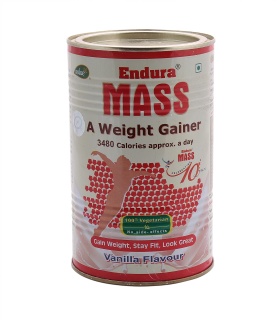 Endura
MASS
A Weight Gainer
3480 Calories approx. a day
Endura
MASS
10
100% Vegetarian
No side effects
Gain Weight, Stay Fit, Look Great
Vanilla Flavour